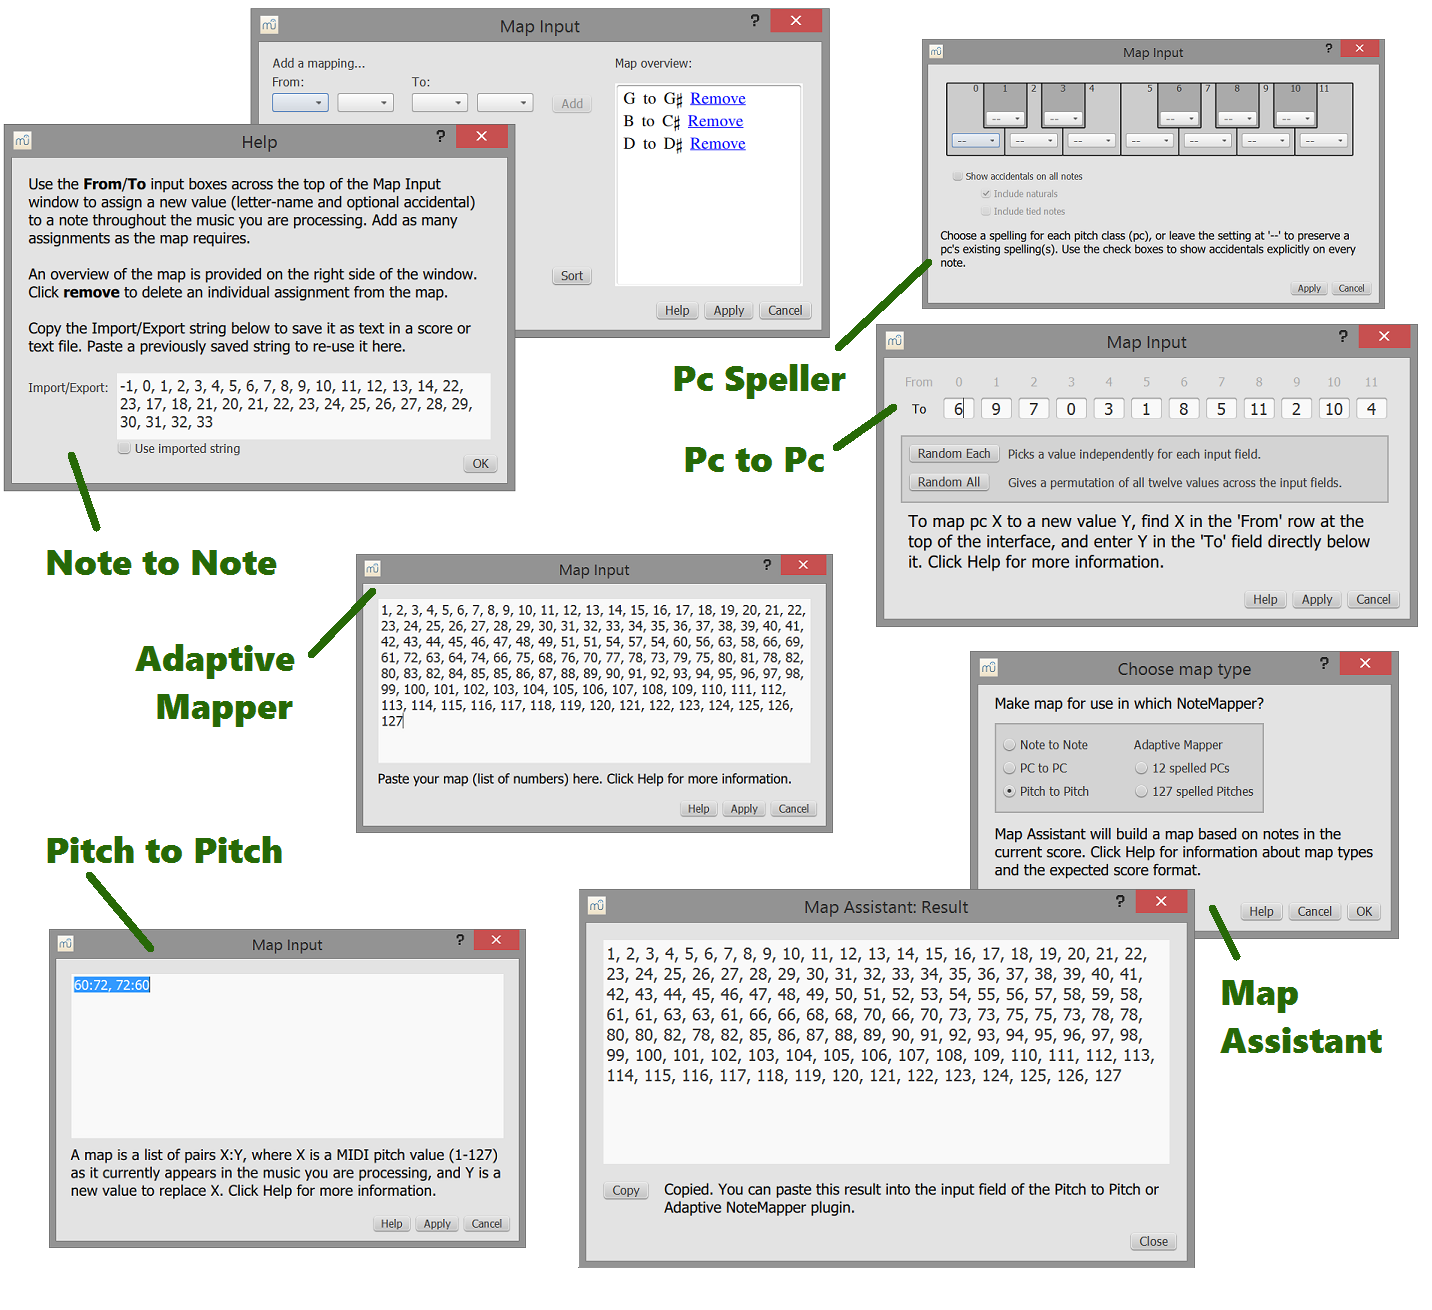 Map Input
?
Add a mapping...
From:
To:
Add
Map overview:
G to G♯ Remove
B to C♯ Remove
D to D♯ Remove
Sort
Help
Apply
Cancel
Help
?
Use the From/To input boxes across the top of the Map Input
window to assign a new value (letter-name and optional accidental)
to a note throughout the music you are processing. Add as many
assignments as the map requires.
An overview of the map is provided on the right side of the window.
Click remove to delete an individual assignment from the map.
Copy the Import/Export string below to save it as text in a score or
text file. Paste a previously saved string to re-use it here.
Import/Export:
-1, 0, 1, 2, 3, 4, 5, 6, 7, 8, 9, 10, 11, 12, 13, 14, 22,
23, 17, 18, 21, 20, 21, 22, 23, 24, 25, 26, 27, 28, 29,
30, 31, 32, 33
Use imported string
OK
Note to Note
Map Input
?
0 1 2 3 4 5 6 7 8 9 10 11
-- -- -- -- --
-- -- -- -- -- -- --
Show accidentals on all notes
Include naturals
Include tied notes
Choose a spelling for each pitch class (pc), or leave the setting at '--' to preserve a
pc's existing spelling(s). Use the check boxes to show accidentals explicitly on every
note.
Apply
Cancel
Pc Speller
Map Input
?
From 0 1 2 3 4 5 6 7 8 9 10 11
To 6 9 7 0 3 1 8 5 11 2 10 4
Random Each Picks a value independently for each input field.
Random All Gives a permutation of all twelve values across the input fields.
To map pc X to a new value Y, find X in the 'From' row at the
top of the interface, and enter Y in the 'To' field directly below
it. Click Help for more information.
Help
Apply
Cancel
Pc to Pc
Map Input
?
1, 2, 3, 4, 5, 6, 7, 8, 9, 10, 11, 12, 13, 14, 15, 16, 17, 18, 19, 20, 21, 22,
23, 24, 25, 26, 27, 28, 29, 30, 31, 32, 33, 34, 35, 36, 37, 38, 39, 40, 41,
42, 43, 44, 45, 46, 47, 48, 49, 51, 51, 54, 57, 54, 60, 56, 63, 58, 66, 69,
61, 72, 63, 64, 74, 66, 75, 68, 76, 70, 77, 78, 73, 79, 75, 80, 81, 78, 82,
80, 83, 82, 84, 85, 85, 86, 87, 88, 89, 90, 91, 92, 93, 94, 95, 96, 97, 98,
99, 100, 101, 102, 103, 104, 105, 106, 107, 108, 109, 110, 111, 112,
113, 114, 115, 116, 117, 118, 119, 120, 121, 122, 123, 124, 125, 126,
127
Paste your map (list of numbers) here. Click Help for more information.
Help
Apply
Cancel
Adaptive
Mapper
Choose map type
?
Make map for use in which NoteMapper?
Note to Note
PC to PC
Pitch to Pitch
Adaptive Mapper
12 spelled PCs
127 spelled Pitches
Map Assistant will build a map based on notes in the
current score. Click Help for information about map types
and the expected score format.
Help
Cancel
OK
Map
Assistant
Pitch to Pitch
Map Input
?
60:72, 72:60
A map is a list of pairs X:Y, where X is a MIDI pitch value (1-127)
as it currently appears in the music you are processing, and Y is a
new value to replace X. Click Help for more information.
Help
Apply
Cancel
Map Assistant: Result
?
1, 2, 3, 4, 5, 6, 7, 8, 9, 10, 11, 12, 13, 14, 15, 16, 17, 18, 19, 20, 21, 22,
23, 24, 25, 26, 27, 28, 29, 30, 31, 32, 33, 34, 35, 36, 37, 38, 39, 40, 41,
42, 43, 44, 45, 46, 47, 48, 49, 50, 51, 52, 53, 54, 55, 56, 57, 58, 59, 58,
61, 61, 63, 63, 61, 66, 66, 68, 68, 70, 66, 70, 73, 73, 75, 75, 73, 78, 78,
80, 80, 82, 78, 82, 85, 86, 87, 88, 89, 90, 91, 92, 93, 94, 95, 96, 97, 98,
99, 100, 101, 102, 103, 104, 105, 106, 107, 108, 109, 110, 111, 112, 113,
114, 115, 116, 117, 118, 119, 120, 121, 122, 123, 124, 125, 126, 127
Copy
Copied. You can paste this result into the input field of the Pitch to Pitch or
Adaptive NoteMapper plugin.
Close